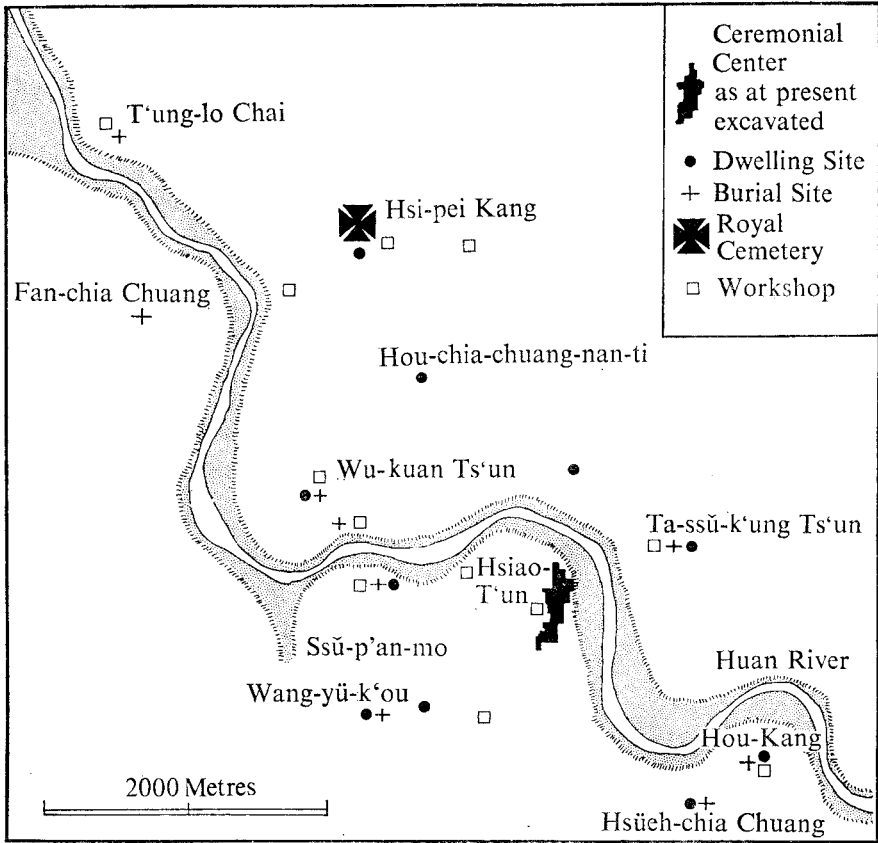 Ceremonial
Center
as at present
excavated
Dwelling Site
Burial Site
Royal
Cemetery
Workshop
T‘ung-lo Chai
Hsi-pei Kang
Fan-chia Chuang
Hou-chia-chuang-nan-ti
Wu-kuan Ts‘un
Ta-ssŭ-k‘ung Ts‘un
Hsiao-
T‘un
Ssŭ-p’an-mo
Huan River
Wang-yü-k‘ou
Hou-Kang
2000 Metres
Hsüeh-chia Chuang